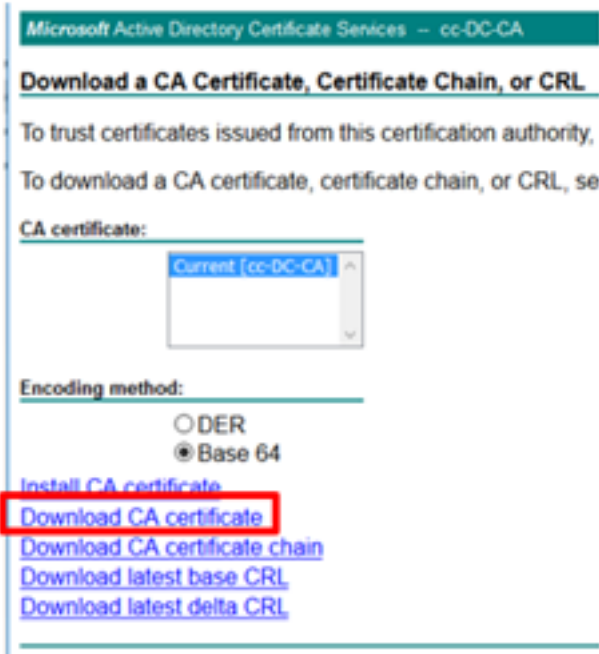 Microsoft Active Directory Certificate Services -- cc-DC-CA
Download a CA Certificate, Certificate Chain, or CRL
To trust certificates issued from this certification authority,
To download a CA certificate, certificate chain, or CRL, se
CA certificate:
Current [cc-DC-CA]
Encoding method:
DER
Base 64
Install CA certificate
Download CA certificate
Download CA certificate chain
Download latest base CRL
Download latest delta CRL